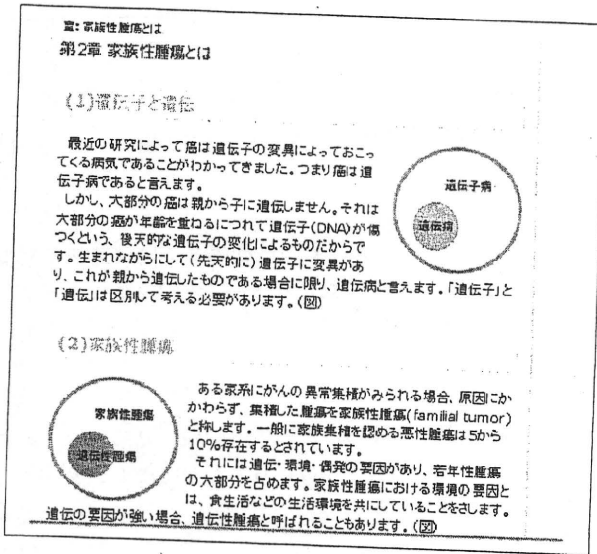 章: 家族性腫瘍とは
第2章 家族性腫瘍とは
(1)遺伝子と遺伝
最近の研究によって癌は遺伝子の変異によっておこっ
てくる病気であることがわかってきました。つまり癌は遺
伝子病であると言えます。
しかし、大部分の癌は親から子に遺伝しません。それは
大部分の癌が年齢を重ねるにつれて遺伝子(DNA)が傷
つくという、後天的な遺伝子の変化によるものだからで
す。生まれながらにして(先天的に)遺伝子に変異があ
り、これが親から遺伝したものである場合に限り、遺伝病と言えます。「遺伝子」と
「遺伝」は区別して考える必要があります。(図)
遺伝子病
遺伝病
(2)家族性腫瘍
家族性腫瘍
遺伝性腫瘍
ある家系にがんの異常集積がみられる場合、原因にか
かわらず、集積した腫瘍を家族性腫瘍(familial tumor)
と称します。一般に家族集積を認める悪性腫瘍は5から
10%存在するとされています。
それには遺伝・環境・偶発の要因があり、若年性腫瘍
の大部分を占めます。家族性腫瘍における環境の要因と
は、食生活などの生活環境を共にしていることをさします。
遺伝の要因が強い場合、遺伝性腫瘍と呼ばれることもあります。(図)